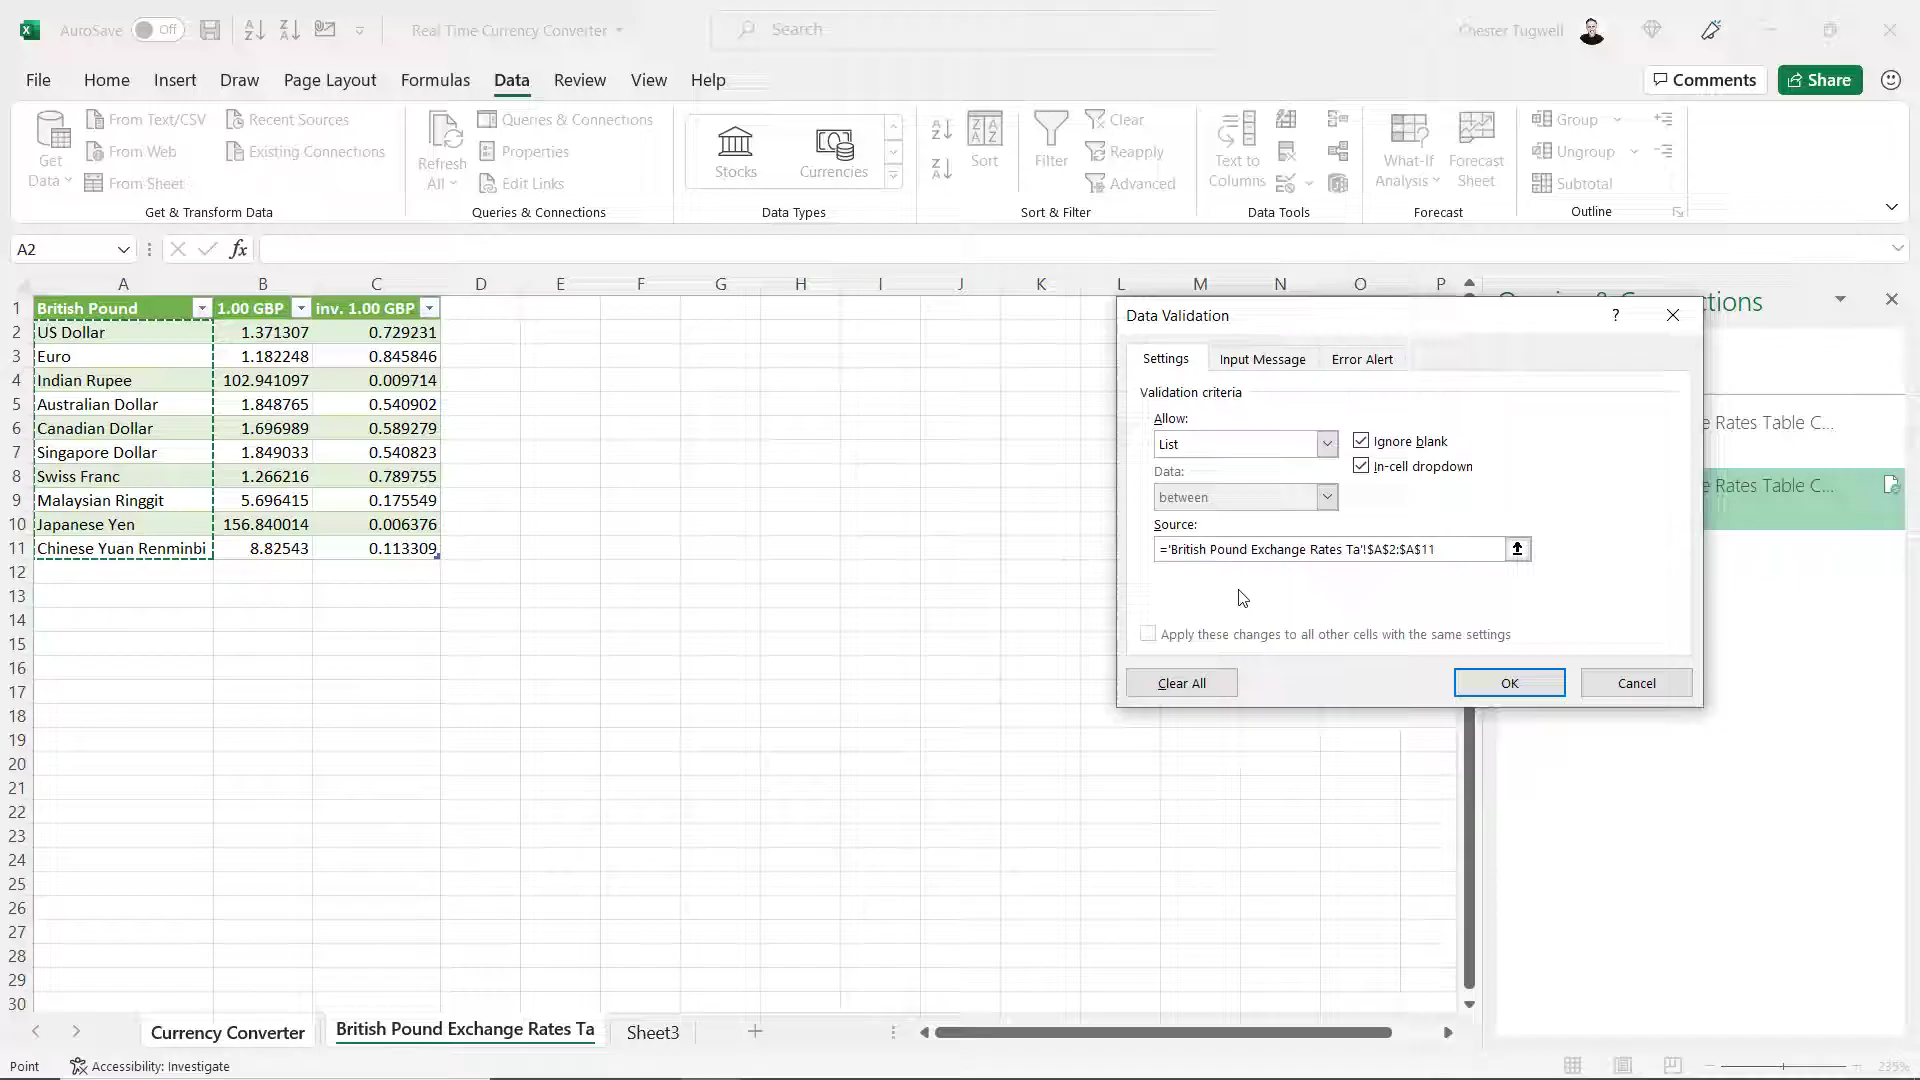 AutoSave Off Real Time Currency Converter Search Chester Tugwell
File Home Insert Draw Page Layout Formulas Data Review View Help Comments Share
Get Data From Text/CSV From Web From Sheet Recent Sources Existing Connections
Refresh All Queries & Connections Properties Edit Links
Stocks Currencies
Sort Filter Clear Reapply Advanced
Text to Columns
What-If Analysis Forecast Sheet
Group Ungroup Subtotal
Get & Transform Data Queries & Connections Data Types Sort & Filter Data Tools Forecast Outline
A2 fx
A B C D E F G H I J K L M N O P
1 British Pound 1.00 GBP inv. 1.00 GBP
2 US Dollar 1.371307 0.729231
3 Euro 1.182248 0.845846
4 Indian Rupee 102.941097 0.009714
5 Australian Dollar 1.848765 0.540902
6 Canadian Dollar 1.696989 0.589279
7 Singapore Dollar 1.849033 0.540823
8 Swiss Franc 1.266216 0.789755
9 Malaysian Ringgit 5.696415 0.175549
10 Japanese Yen 156.840014 0.006376
11 Chinese Yuan Renminbi 8.82543 0.113309
12
13
14
15
16
17
18
19
20
21
22
23
24
25
26
27
28
29
30
Data Validation ?
Settings Input Message Error Alert
Validation criteria
Allow:
List
Ignore blank
In-cell dropdown
Data:
between
Source:
='British Pound Exchange Rates Ta'!$A$2:$A$11
Apply these changes to all other cells with the same settings
Clear All OK Cancel
Rates Table C...
Rates Table C...
Currency Converter British Pound Exchange Rates Ta Sheet3
Point Accessibility: Investigate 235%